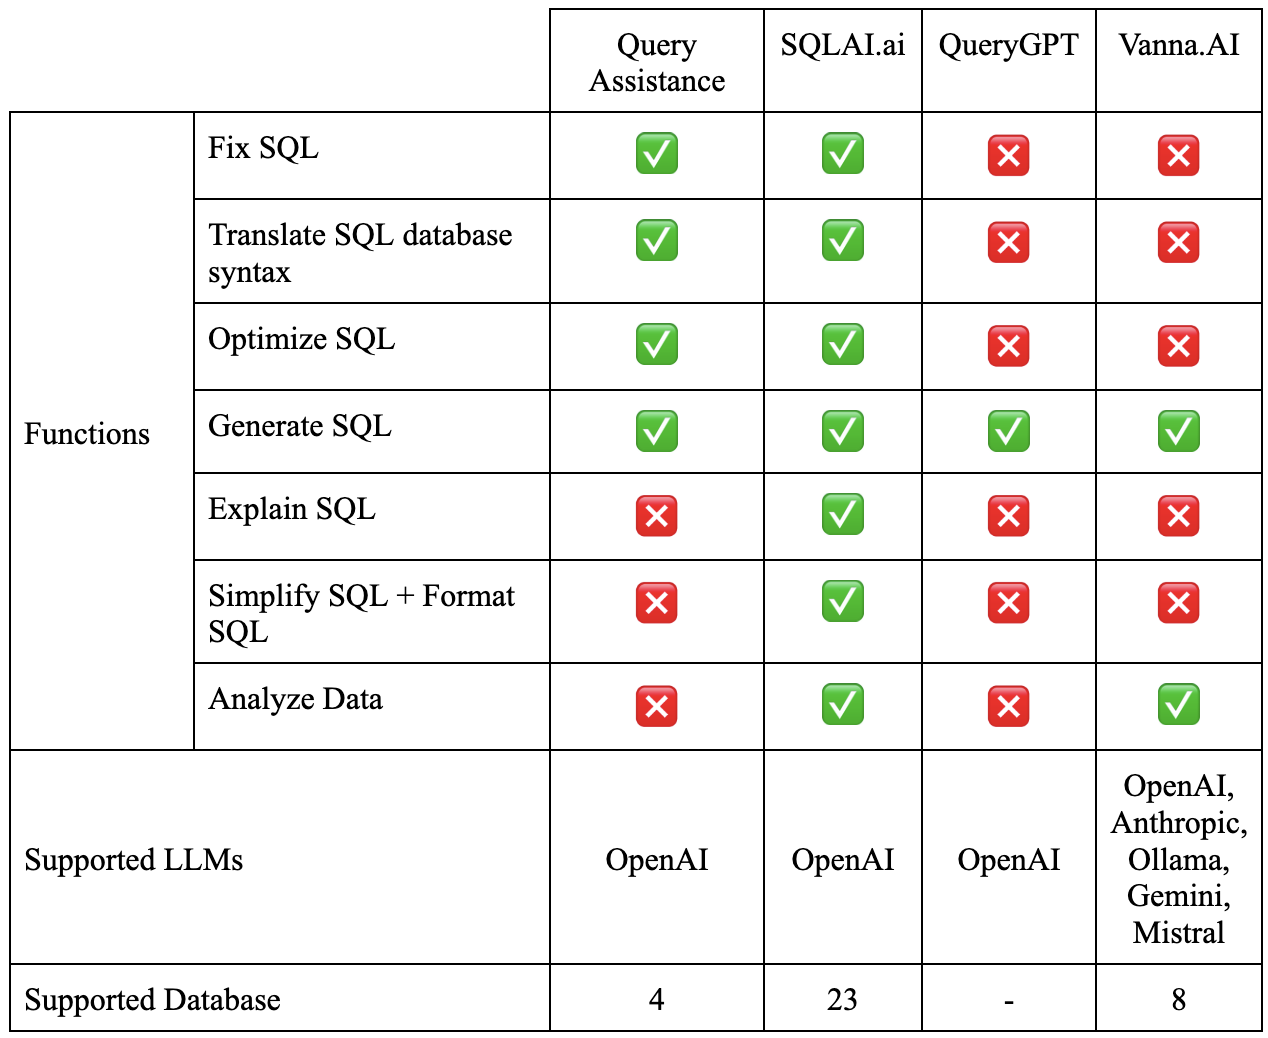 Query
Assistance
SQLAI.ai
QueryGPT
Vanna.AI
Functions
Fix SQL
✅ ✅ ❎ ❎
Translate SQL database
syntax
Optimize SQL
Generate SQL
Explain SQL
Simplify SQL + Format
SQL
Analyze Data
Supported LLMs
OpenAI
OpenAI
OpenAI
OpenAI,
Anthropic,
Ollama,
Gemini,
Mistral
Supported Database
4
23
-
8